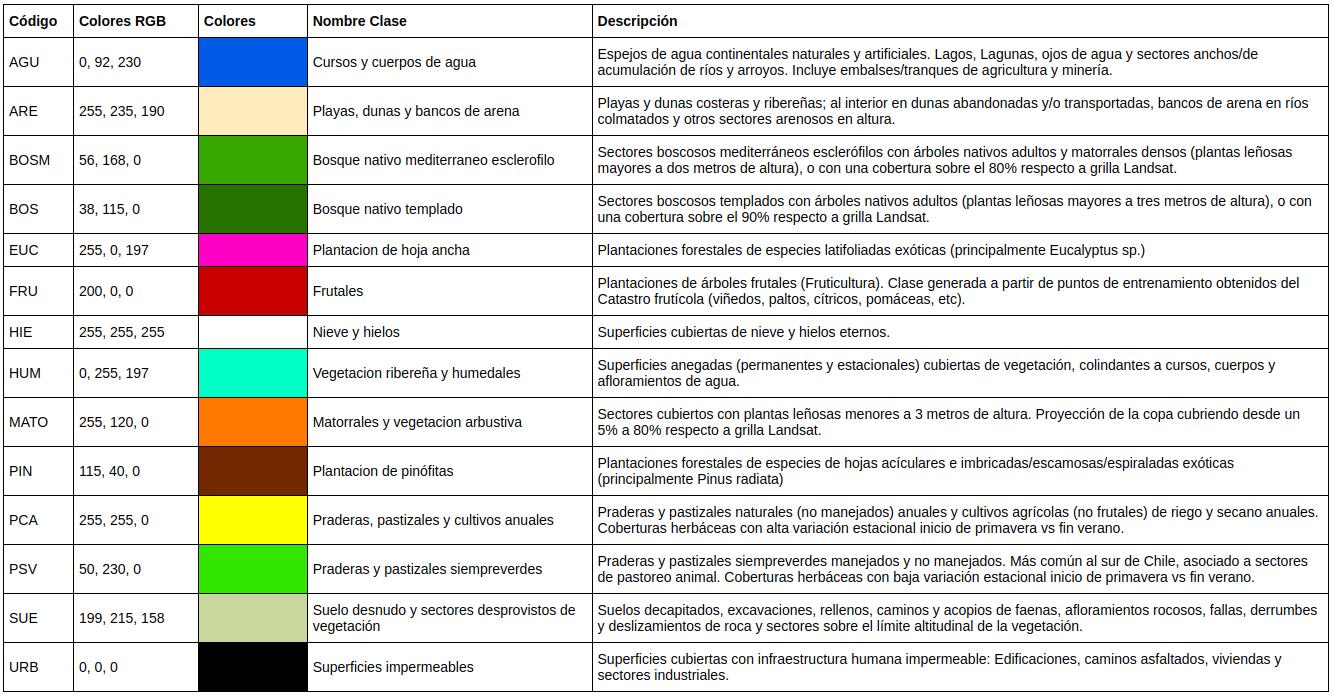 Código Colores RGB Colores Nombre Clase Descripción
AGU 0, 92, 230 Cursos y cuerpos de agua Espejos de agua continentales naturales y artificiales. Lagos, Lagunas, ojos de agua y sectores anchos/de
acumulación de ríos y arroyos. Incluye embalses/tranques de agricultura y minería.
ARE 255, 235, 190 Playas, dunas y bancos de arena Playas y dunas costeras y ribereñas; al interior en dunas abandonadas y/o transportadas, bancos de arena en ríos
colmatados y otros sectores arenosos en altura.
BOSM 56, 168, 0 Bosque nativo mediterraneo esclerofilo Sectores boscosos mediterráneos esclerófilos con árboles nativos adultos y matorrales densos (plantas leñosas
mayores a dos metros de altura), o con una cobertura sobre el 80% respecto a grilla Landsat.
BOS 38, 115, 0 Bosque nativo templado Sectores boscosos templados con árboles nativos adultos (plantas leñosas mayores a tres metros de altura), o con
una cobertura sobre el 90% respecto a grilla Landsat.
EUC 255, 0, 197 Plantacion de hoja ancha Plantaciones forestales de especies latifoliadas exóticas (principalmente Eucalyptus sp.)
FRU 200, 0, 0 Frutales Plantaciones de árboles frutales (Fruticultura). Clase generada a partir de puntos de entrenamiento obtenidos del
Catastro frutícola (viñedos, paltos, cítricos, pomáceas, etc).
HIE 255, 255, 255 Nieve y hielos Superficies cubiertas de nieve y hielos eternos.
HUM 0, 255, 197 Vegetacion ribereña y humedales Superficies anegadas (permanentes y estacionales) cubiertas de vegetación, colindantes a cursos, cuerpos y
afloramientos de agua.
MATO 255, 120, 0 Matorrales y vegetacion arbustiva Sectores cubiertos con plantas leñosas menores a 3 metros de altura. Proyección de la copa cubriendo desde un
5% a 80% respecto a grilla Landsat.
PIN 115, 40, 0 Plantacion de pinófitas Plantaciones forestales de especies de hojas acículares e imbricadas/escamosas/espiraladas exóticas
(principalmente Pinus radiata)
PCA 255, 255, 0 Praderas, pastizales y cultivos anuales Praderas y pastizales naturales (no manejados) anuales y cultivos agrícolas (no frutales) de riego y secano anuales.
Coberturas herbáceas con alta variación estacional inicio de primavera vs fin verano.
PSV 50, 230, 0 Praderas y pastizales siempreverdes Praderas y pastizales siempreverdes manejados y no manejados. Más común al sur de Chile, asociado a sectores
de pastoreo animal. Coberturas herbáceas con baja variación estacional inicio de primavera vs fin verano.
SUE 199, 215, 158 Suelo desnudo y sectores desprovistos de
vegetación Suelos decapitados, excavaciones, rellenos, caminos y acopios de faenas, afloramientos rocosos, fallas, derrumbes
y deslizamientos de roca y sectores sobre el límite altitudinal de la vegetación.
URB 0, 0, 0 Superficies impermeables Superficies cubiertas con infraestructura humana impermeable: Edificaciones, caminos asfaltados, viviendas y
sectores industriales.